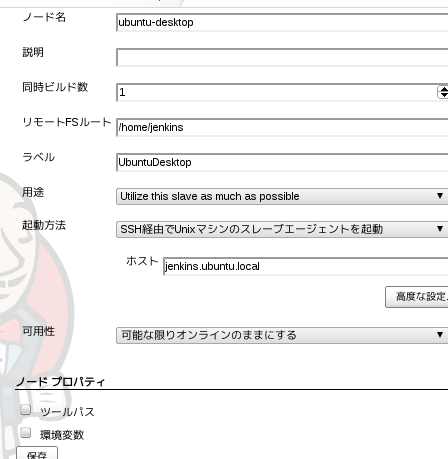 ノード名 ubuntu-desktop
説明
同時ビルド数 1
リモートFSルート /home/jenkins
ラベル UbuntuDesktop
用途 Utilize this slave as much as possible
起動方法 SSH経由でUnixマシンのスレーブエージェントを起動
ホスト jenkins.ubuntu.local
高度な設定.
可用性 可能な限りオンラインのままにする
ノード プロパティ
ツールパス
環境変数
保存